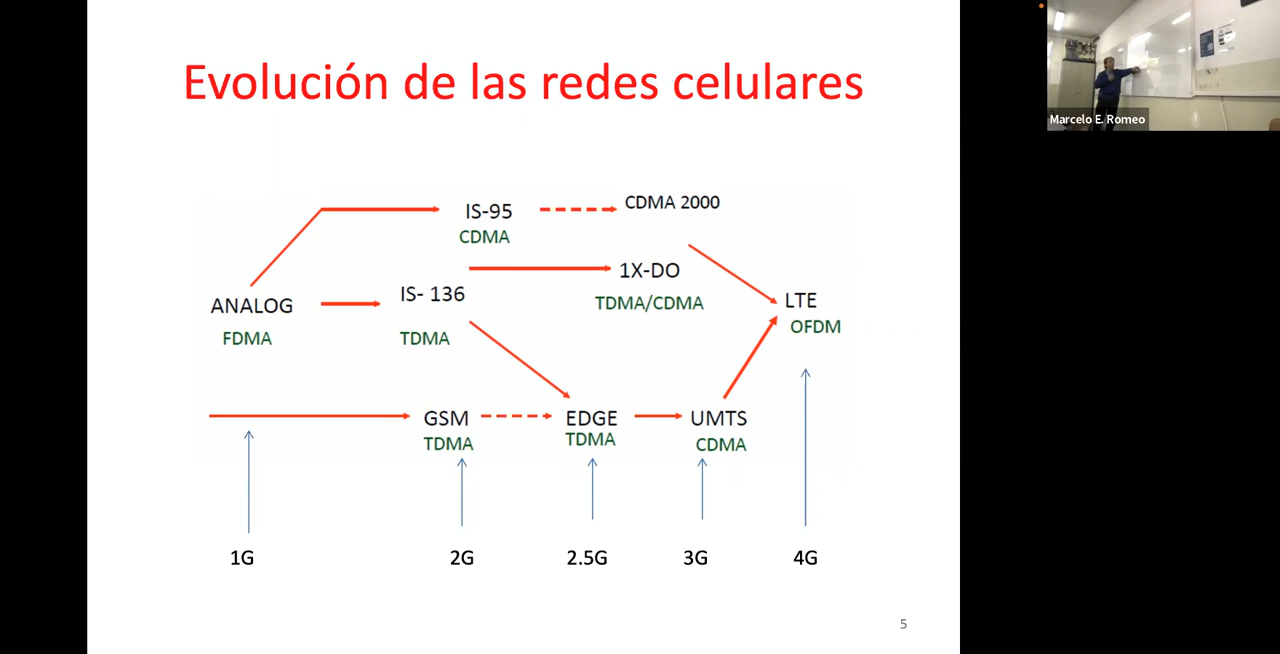 Evolución de las redes celulares
Marcelo E. Romeo
IS-95
CDMA
CDMA 2000
1X-DO
TDMA/CDMA
IS- 136
TDMA
ANALOG
FDMA
LTE
OFDM
GSM
TDMA
EDGE
TDMA
UMTS
CDMA
1G
2G
2.5G
3G
4G
5